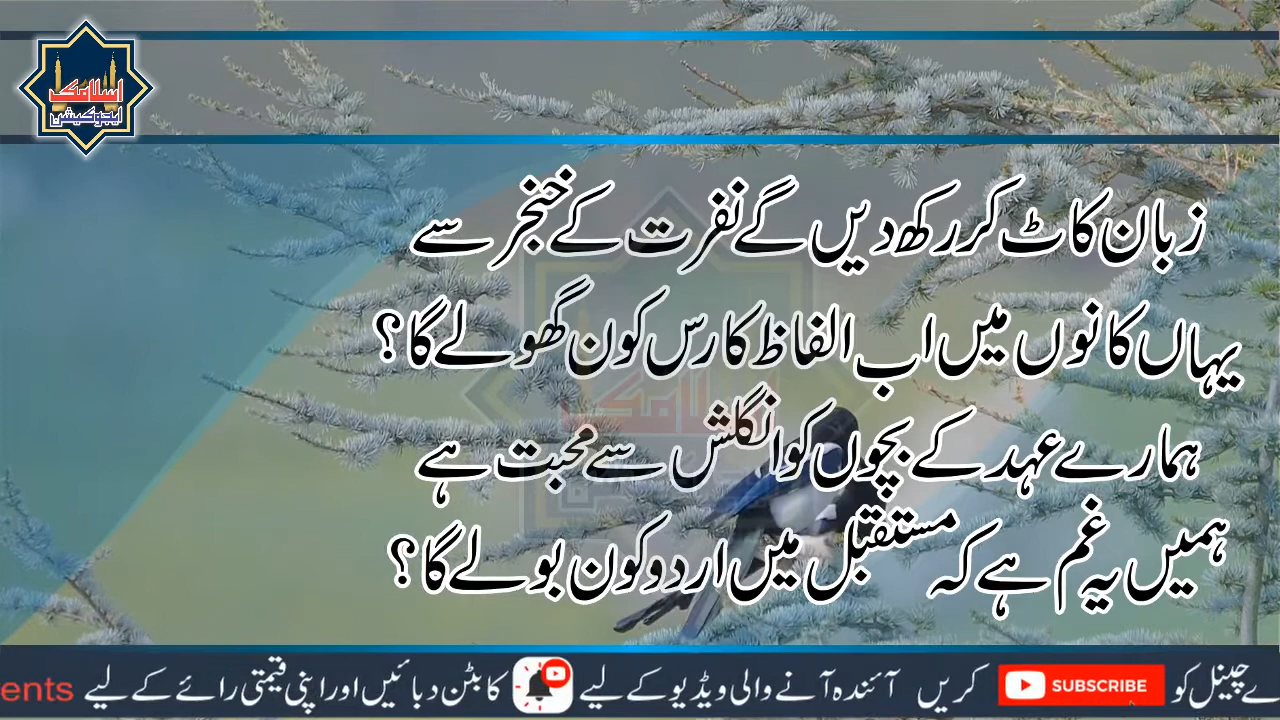 اسلامک
ایجوکیشن
زبان کاٹ کر رکھ دیں گے نفرت کے خنجر سے
یہاں کانوں میں اب الفاظ کا رس کون گھولے گا ؟
ہمارے عہد کے بچوں کو انگلش سے محبت ہے
ہمیں یہ غم ہے کہ مستقبل میں اردو کون بولے گا ؟
ے چینل کو SUBSCRIBE کریں آئندہ آنے والی ویڈیو کے لیے کا بٹن دبائیں اور اپنی قیمتی رائے کے لیے ents